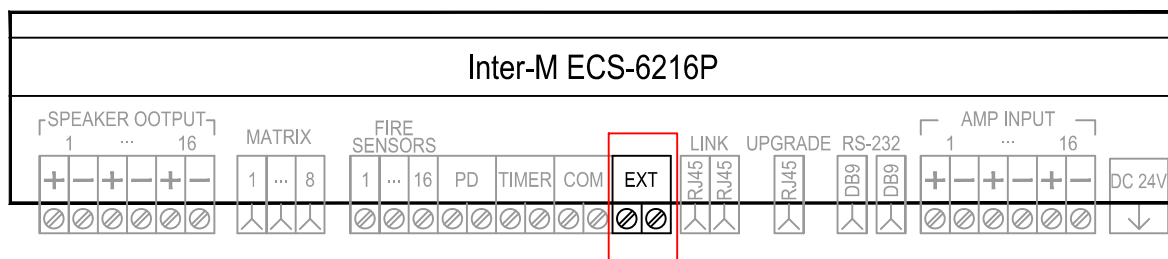 Inter-M ECS-6216P
SPEAKER OOTPUT
1 ... 16
MATRIX
FIRE
SENSORS
LINK
UPGRADE
RS-232
AMP INPUT
1 ... 16
+ − + − + −
1 ... 8
1 ... 16
PD
TIMER
COM
EXT
RJ45
RJ45
RJ45
DB9
DB9
+ − + − + −
DC 24V